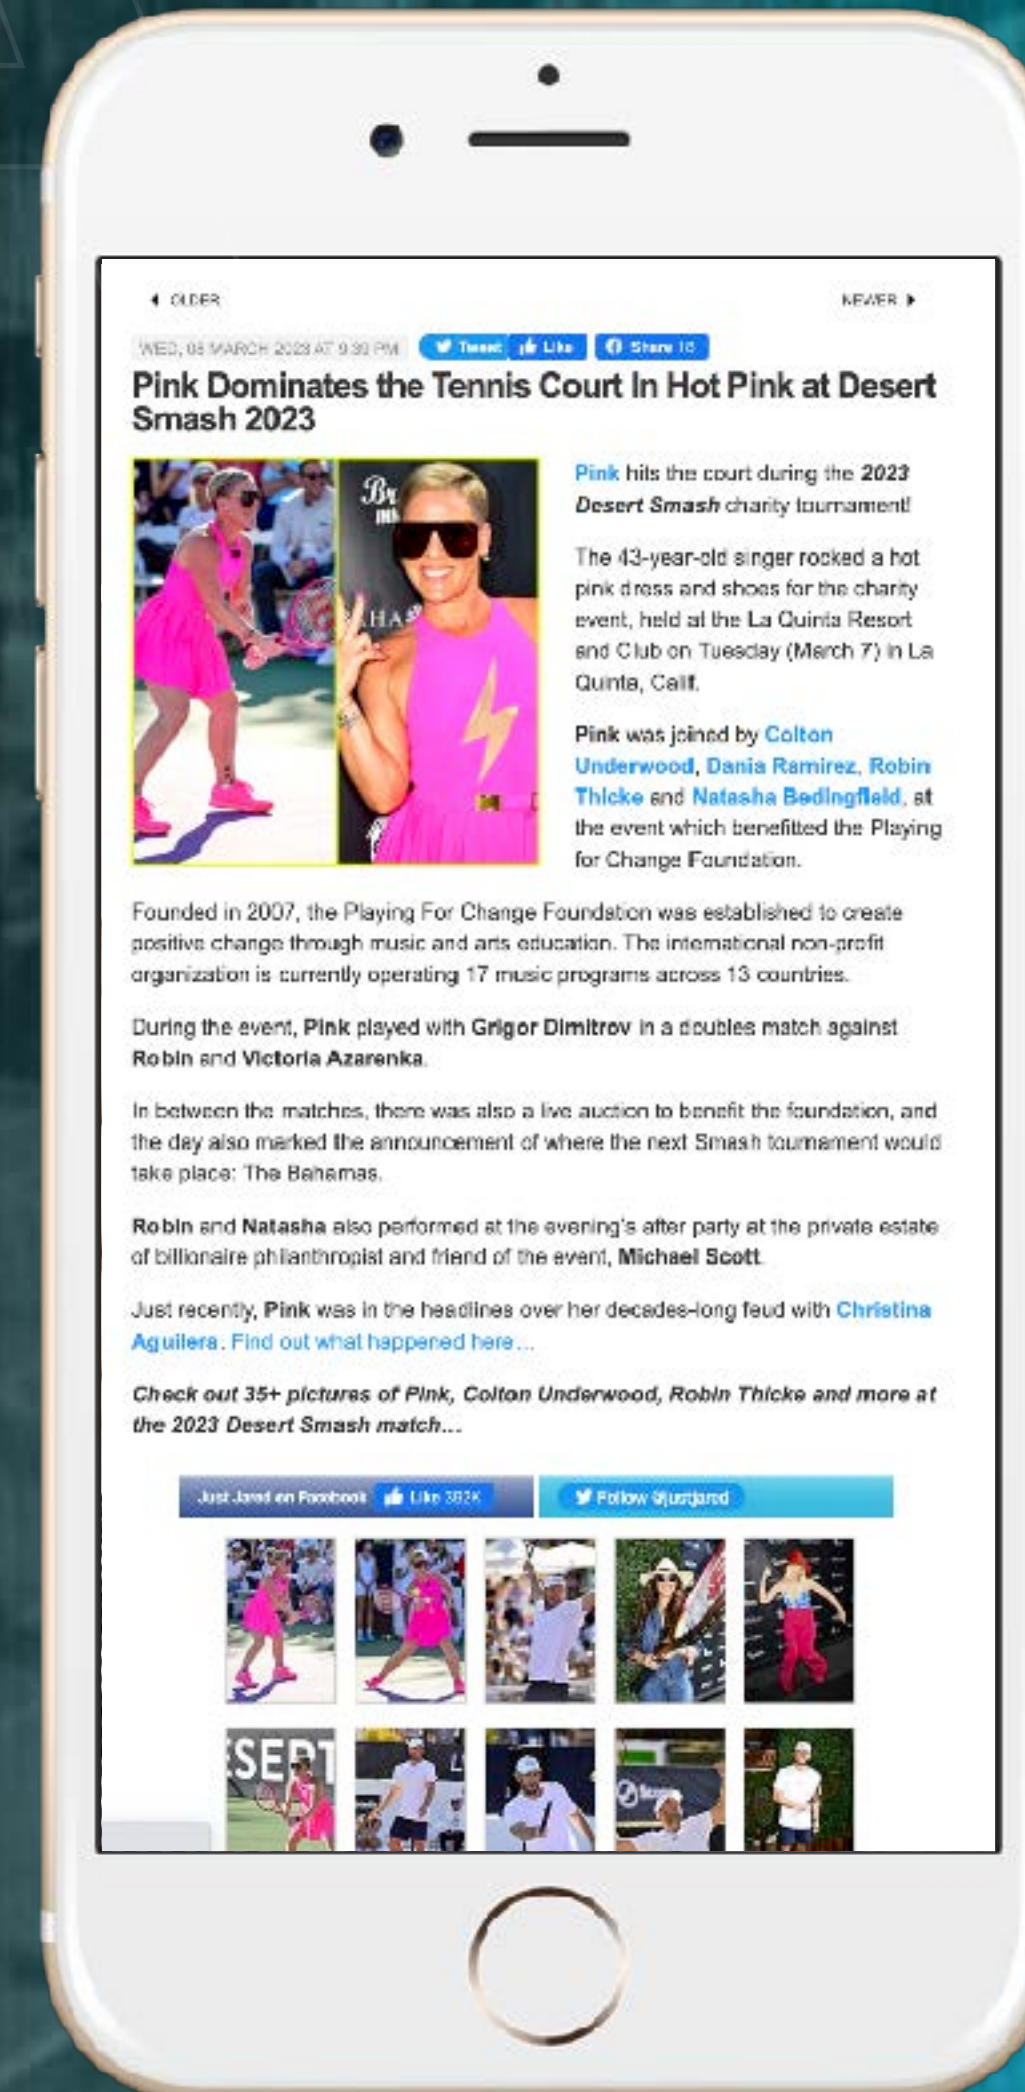 OLDER
NEWER
WED, 08 MARCH 2023 AT 9:39 PM
Tweet
Like
Share 18
Pink Dominates the Tennis Court In Hot Pink at Desert
Smash 2023
Pink hits the court during the 2023
Desert Smash charity tournament!
The 43-year-old singer rocked a hot
pink dress and shoes for the charity
event, held at the La Quinta Resort
and Club on Tuesday (March 7) in La
Quinta, Calif.
Pink was joined by Colton
Underwood, Dania Ramirez, Robin
Thicke and Natasha Bedingfield, at
the event which benefitted the Playing
for Change Foundation.
Founded in 2007, the Playing For Change Foundation was established to create
positive change through music and arts education. The international non-profit
organization is currently operating 17 music programs across 13 countries.
During the event, Pink played with Grigor Dimitrov in a doubles match against
Robin and Victoria Azarenka.
In between the matches, there was also a live auction to benefit the foundation, and
the day also marked the announcement of where the next Smash tournament would
take place: The Bahamas.
Robin and Natasha also performed at the evening's after party at the private estate
of billionaire philanthropist and friend of the event, Michael Scott.
Just recently, Pink was in the headlines over her decades-long feud with Christina
Aguilera. Find out what happened here...
Check out 35+ pictures of Pink, Colton Underwood, Robin Thicke and more at
the 2023 Desert Smash match...
Just Jared on Facebook
Like 392K
Follow @justjared
ESERT